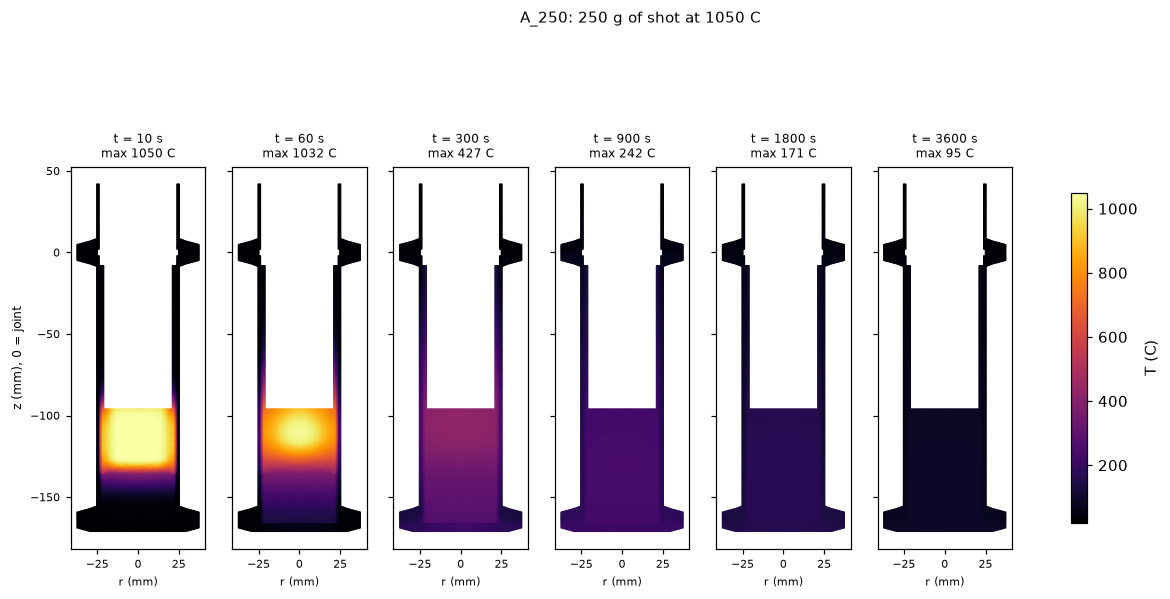 A_250: 250 g of shot at 1050 C
t = 10 s
max 1050 C
t = 60 s
max 1032 C
t = 300 s
max 427 C
t = 900 s
max 242 C
t = 1800 s
max 171 C
t = 3600 s
max 95 C
50
0
−50
−100
−150
z (mm), 0 = joint
−25 0 25
r (mm)
−25 0 25
r (mm)
−25 0 25
r (mm)
−25 0 25
r (mm)
−25 0 25
r (mm)
−25 0 25
r (mm)
1000
800
600
400
200
T (C)